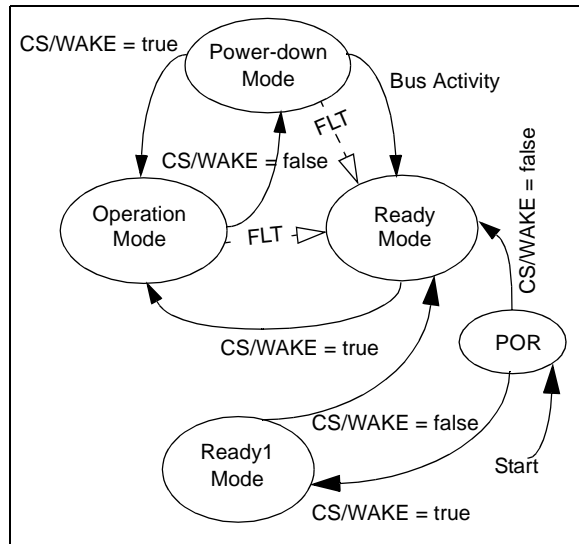 CS/WAKE = true
Power-down
Mode
Bus Activity
FLT
CS/WAKE = false
CS/WAKE = false
Operation
Mode
FLT
Ready
Mode
CS/WAKE = true
POR
CS/WAKE = false
Ready1
Mode
Start
CS/WAKE = true